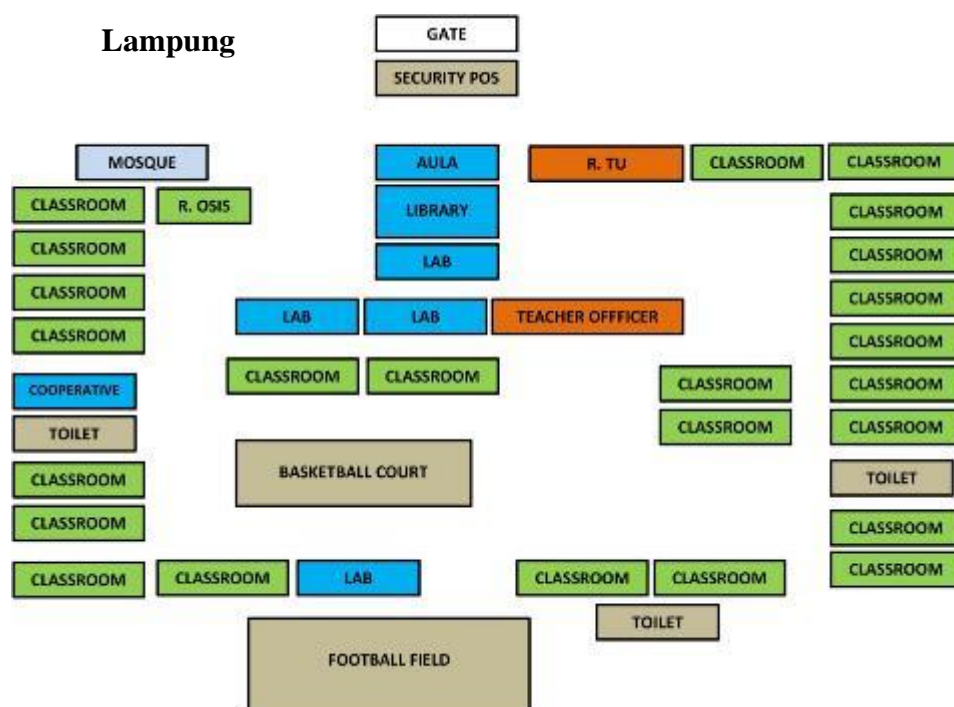 Lampung
GATE
SECURITY POS
MOSQUE
AULA
R. TU
CLASSROOM
CLASSROOM
CLASSROOM
R. OSIS
LIBRARY
CLASSROOM
CLASSROOM
LAB
CLASSROOM
CLASSROOM
CLASSROOM
LAB
LAB
TEACHER OFFFICER
CLASSROOM
CLASSROOM
CLASSROOM
CLASSROOM
COOPERATIVE
CLASSROOM
CLASSROOM
TOILET
CLASSROOM
CLASSROOM
CLASSROOM
BASKETBALL COURT
TOILET
CLASSROOM
CLASSROOM
CLASSROOM
CLASSROOM
LAB
CLASSROOM
CLASSROOM
CLASSROOM
TOILET
FOOTBALL FIELD